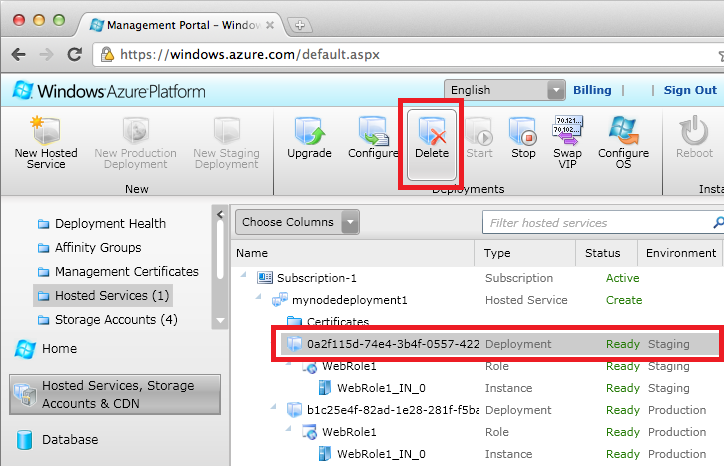 Management Portal – Window
https://windows.azure.com/default.aspx
Windows Azure Platform
English
Billing | | Sign Out
New Hosted Service
New Production Deployment
New Staging Deployment
Upgrade
Configure
Delete
Start
Stop
Swap VIP
70.121...
70.102...
Configure OS
Reboot
New
Deployments
Insta
Deployment Health
Affinity Groups
Management Certificates
Hosted Services (1)
Storage Accounts (4)
Home
Hosted Services, Storage
Accounts & CDN
Database
Choose Columns
Filter hosted services
Name Type Status Environment
Subscription-1 Subscription Active
mynodedeployment1 Hosted Service Create
Certificates
0a2f115d-74e4-3b4f-0557-422 Deployment Ready Staging
WebRole1 Role Ready Staging
WebRole1_IN_0 Instance Ready Staging
b1c25e4f-82ad-1e28-281f-f5ba Deployment Ready Production
WebRole1 Role Ready Production
WebRole1_IN_0 Instance Ready Production